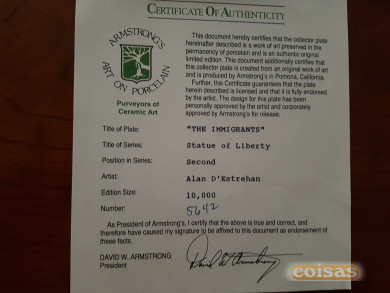 CERTIFICATE OF AUTHENTICITY
ARMSTRONG'S
ART ON PORCELAIN
Purveyors of
Ceramic Art
This document hereby certifies that the collector plate
hereinafter described is a work of art preserved in the
permanency of porcelain and is an authentic original
limited edition. This document additionally certifies that
this collector plate is created from an original work of art
and is produced by Armstrong's in Pomona, California.
Further, this Certificate guarantees that the plate
herein described is licensed and that it is fully endorsed
by the artist. The design for this plate has been
personally approved by the artist and corporately
approved by Armstrong's for release.
Title of Plate: "THE IMMIGRANTS"
Title of Series: Statue of Liberty
Position in Series: Second
Artist: Alan D'Estrehan
Edition Size: 10,000
Number: 5642
As President of Armstrong's, I certify that the above is true and correct, and
therefore have caused my signature to be affixed to this document as endorsement of
these facts.
DAVID W. ARMSTRONG
President
David W Armstrong
coisas